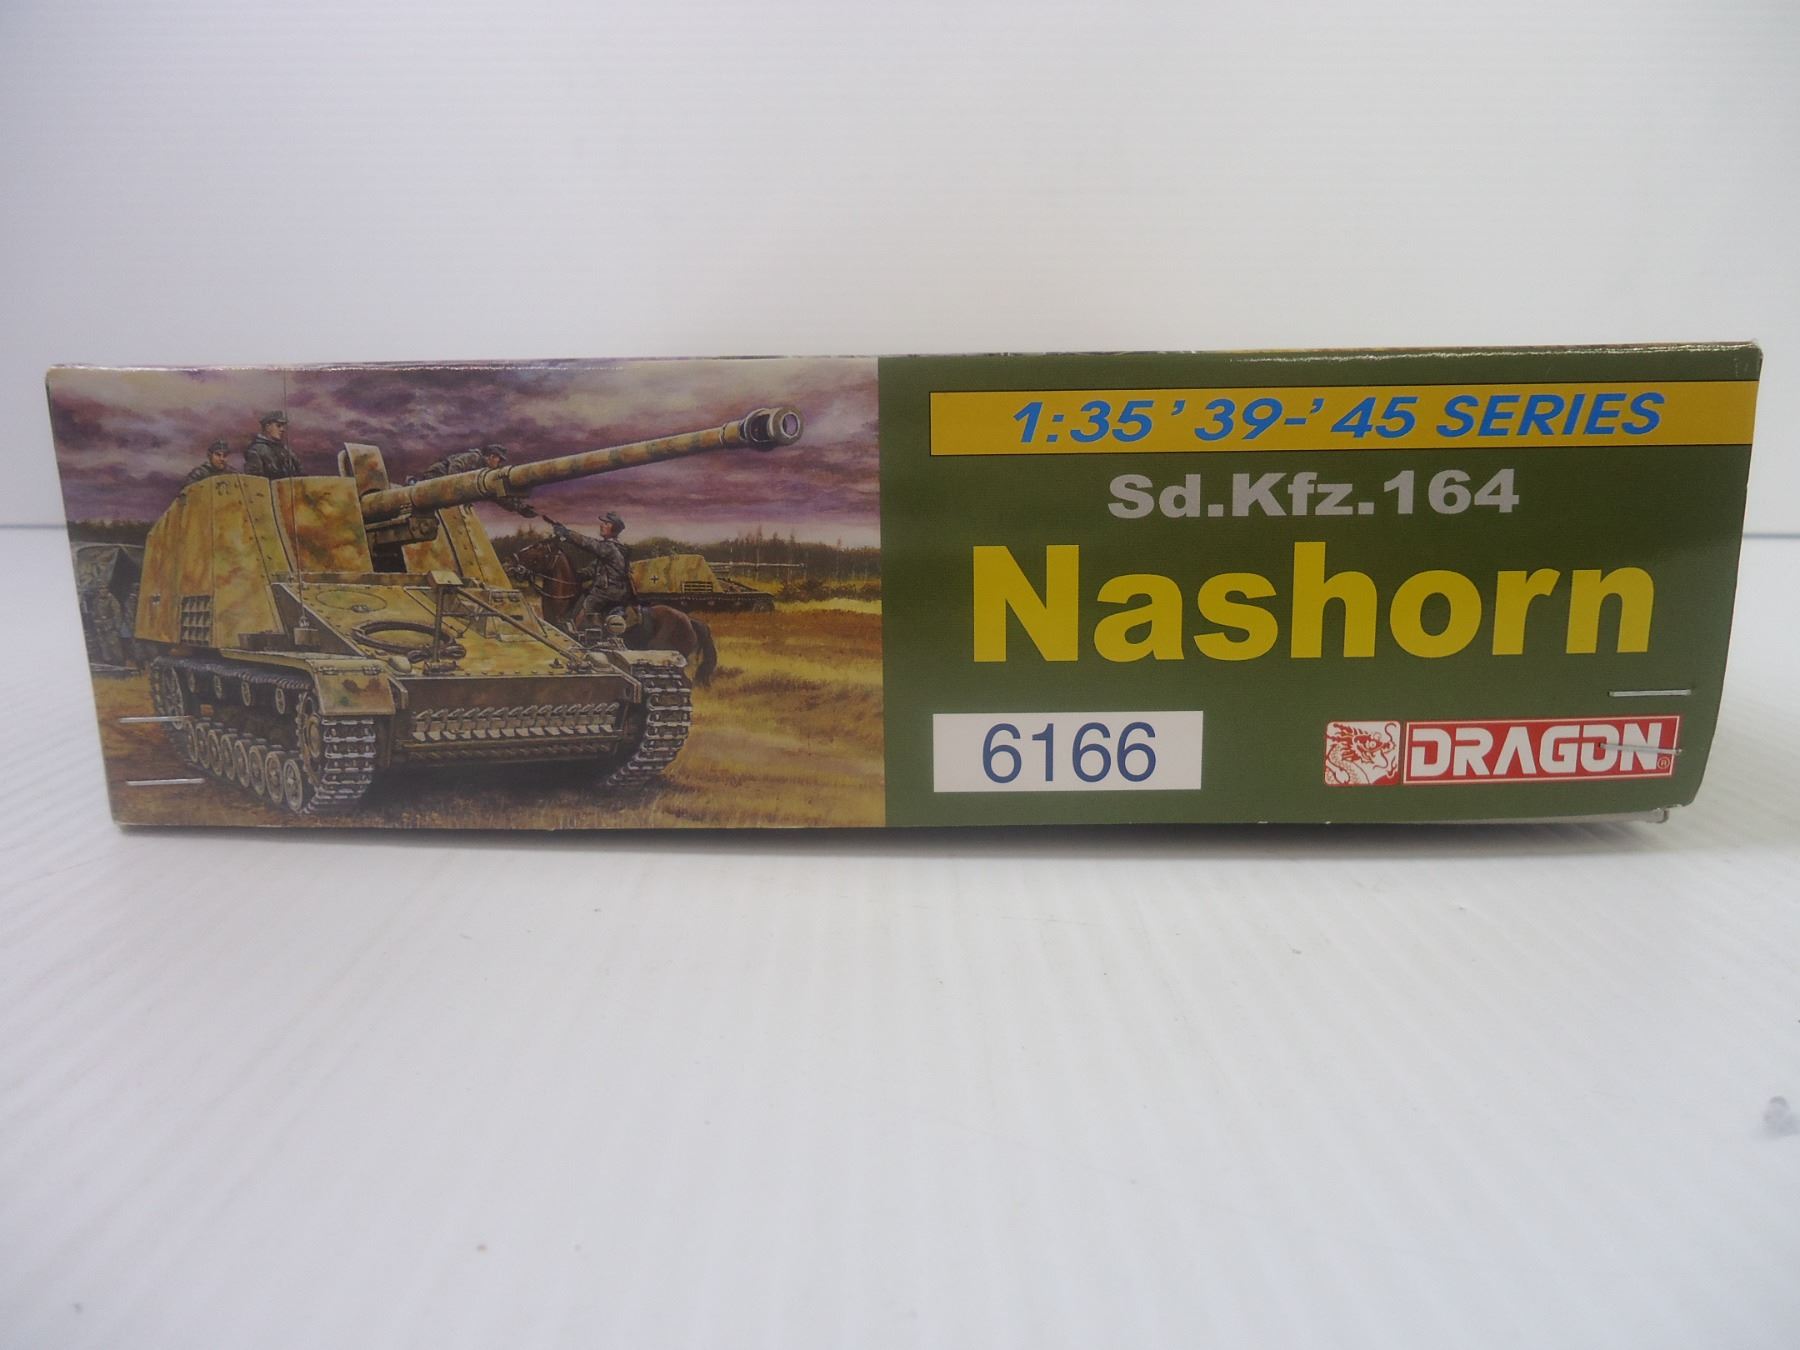 1:35 '39-'45 SERIES
Sd.Kfz.164
Nashorn
6166
DRAGON®